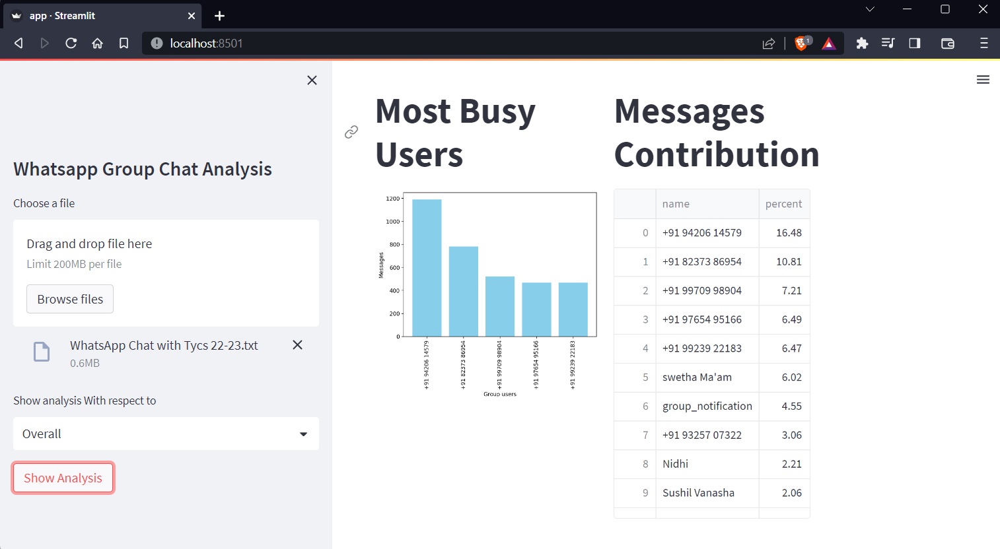 app · Streamlit
localhost:8501
1
Whatsapp Group Chat Analysis
Choose a file
Drag and drop file here
Limit 200MB per file
Browse files
WhatsApp Chat with Tycs 22-23.txt
0.6MB
Show analysis With respect to
Overall
Show Analysis
Most Busy
Users
1200
1000
800
600
400
200
0
Messages
+91 94206 14579
+91 82373 86954
+91 99709 98904
+91 97654 95166
+91 99239 22183
Group users
Messages
Contribution
name percent
0 +91 94206 14579 16.48
1 +91 82373 86954 10.81
2 +91 99709 98904 7.21
3 +91 97654 95166 6.49
4 +91 99239 22183 6.47
5 swetha Ma'am 6.02
6 group_notification 4.55
7 +91 93257 07322 3.06
8 Nidhi 2.21
9 Sushil Vanasha 2.06